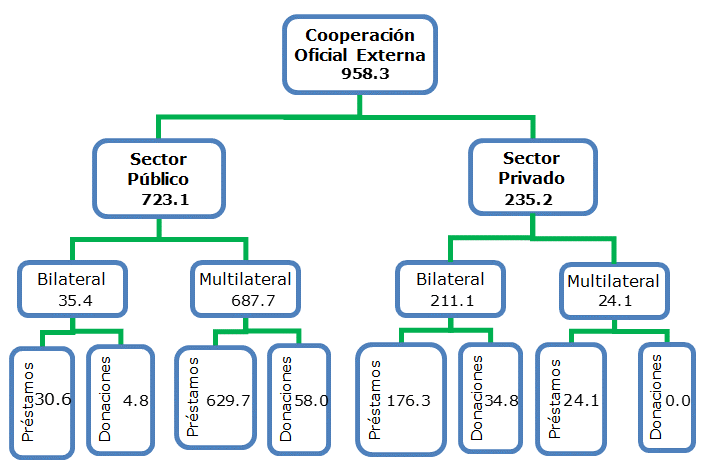 Cooperación
Oficial Externa
958.3
Sector
Público
723.1
Sector
Privado
235.2
Bilateral
35.4
Multilateral
687.7
Bilateral
211.1
Multilateral
24.1
Préstamos
30.6
Donaciones
4.8
Préstamos
629.7
Donaciones
58.0
Préstamos
176.3
Donaciones
34.8
Préstamos
24.1
Donaciones
0.0